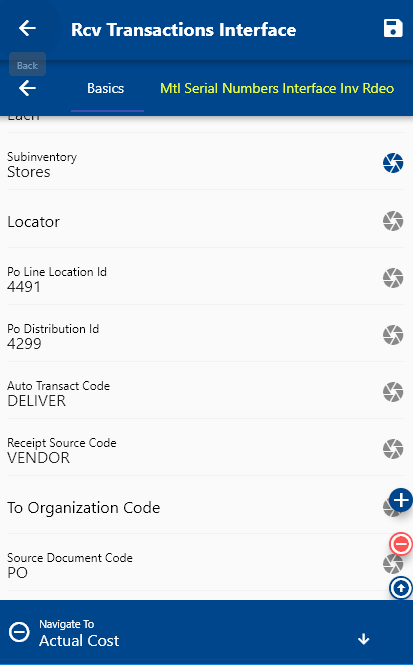 Rcv Transactions Interface
Back
Basics
Mtl Serial Numbers Interface Inv Rdeo
Each
Subinventory
Stores
Locator
Po Line Location Id
4491
Po Distribution Id
4299
Auto Transact Code
DELIVER
Receipt Source Code
VENDOR
To Organization Code
Source Document Code
PO
Navigate To
Actual Cost